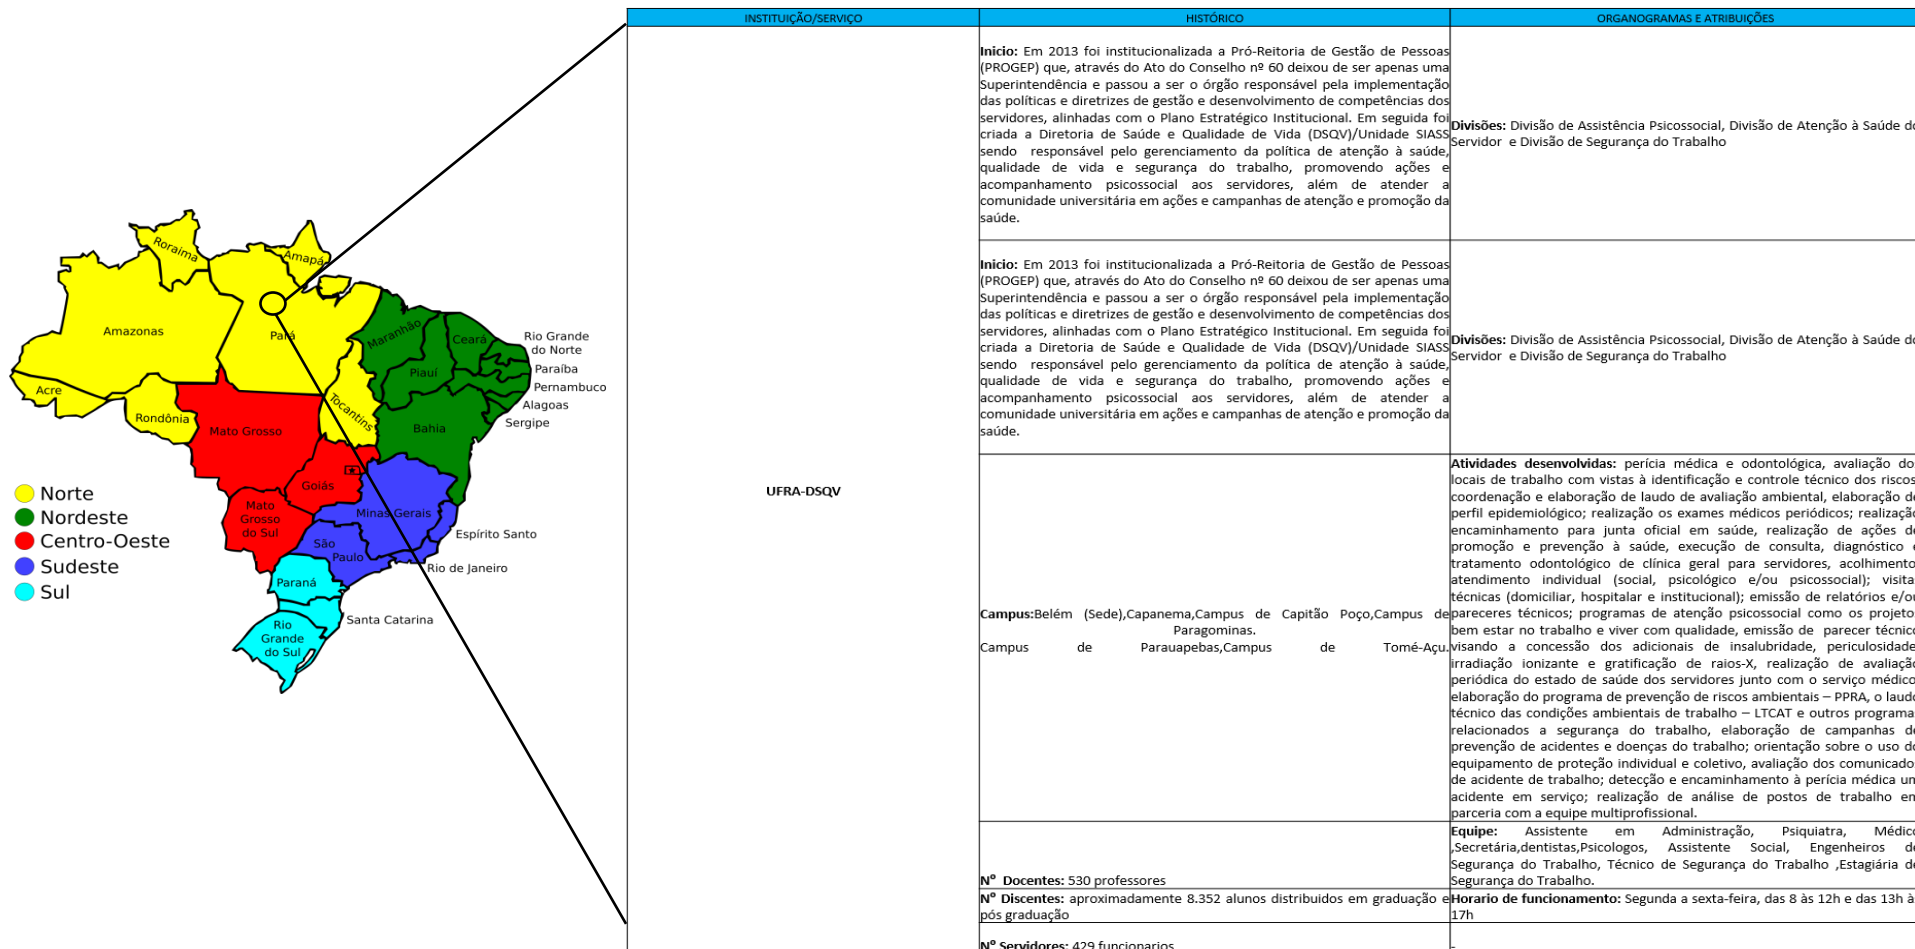 Roraima
Amapá
Amazonas
Pará
Acre
Rondônia
Tocantins
Maranhão
Ceará
Piauí
Rio Grande
do Norte
Paraíba
Pernambuco
Alagoas
Sergipe
Bahia
Mato Grosso
Goiás
Mato
Grosso
do Sul
Minas Gerais
Espírito Santo
São
Paulo
Rio de Janeiro
Paraná
Santa Catarina
Rio
Grande
do Sul
Norte
Nordeste
Centro-Oeste
Sudeste
Sul
INSTITUIÇÃO/SERVIÇO
HISTÓRICO
ORGANOGRAMAS E ATRIBUIÇÕES
UFRA-DSQV
Inicio: Em 2013 foi institucionalizada a Pró-Reitoria de Gestão de Pessoas
(PROGEP) que, através do Ato do Conselho nº 60 deixou de ser apenas uma
Superintendência e passou a ser o órgão responsável pela implementação
das políticas e diretrizes de gestão e desenvolvimento de competências dos
servidores, alinhadas com o Plano Estratégico Institucional. Em seguida foi
criada a Diretoria de Saúde e Qualidade de Vida (DSQV)/Unidade SIASS
sendo responsável pelo gerenciamento da política de atenção à saúde,
qualidade de vida e segurança do trabalho, promovendo ações e
acompanhamento psicossocial aos servidores, além de atender a
comunidade universitária em ações e campanhas de atenção e promoção da
saúde.
Divisões: Divisão de Assistência Psicossocial, Divisão de Atenção à Saúde do
Servidor e Divisão de Segurança do Trabalho
Inicio: Em 2013 foi institucionalizada a Pró-Reitoria de Gestão de Pessoas
(PROGEP) que, através do Ato do Conselho nº 60 deixou de ser apenas uma
Superintendência e passou a ser o órgão responsável pela implementação
das políticas e diretrizes de gestão e desenvolvimento de competências dos
servidores, alinhadas com o Plano Estratégico Institucional. Em seguida foi
criada a Diretoria de Saúde e Qualidade de Vida (DSQV)/Unidade SIASS
sendo responsável pelo gerenciamento da política de atenção à saúde,
qualidade de vida e segurança do trabalho, promovendo ações e
acompanhamento psicossocial aos servidores, além de atender a
comunidade universitária em ações e campanhas de atenção e promoção da
saúde.
Divisões: Divisão de Assistência Psicossocial, Divisão de Atenção à Saúde do
Servidor e Divisão de Segurança do Trabalho
Campus:Belém (Sede),Capanema,Campus de Capitão Poço,Campus de
Paragominas.
Campus de Parauapebas,Campus de Tomé-Açu.
Atividades desenvolvidas: perícia médica e odontológica, avaliação do
locais de trabalho com vistas à identificação e controle técnico dos riscos
coordenação e elaboração de laudo de avaliação ambiental, elaboração de
perfil epidemiológico; realização os exames médicos periódicos; realização
encaminhamento para junta oficial em saúde, realização de ações de
promoção e prevenção à saúde, execução de consulta, diagnóstico e
tratamento odontológico de clínica geral para servidores, acolhimento
atendimento individual (social, psicológico e/ou psicossocial); visita
técnicas (domiciliar, hospitalar e institucional); emissão de relatórios e/ou
pareceres técnicos; programas de atenção psicossocial como os projeto
bem estar no trabalho e viver com qualidade, emissão de parecer técnico
visando a concessão dos adicionais de insalubridade, periculosidade
irradiação ionizante e gratificação de raios-X, realização de avaliação
periódica do estado de saúde dos servidores junto com o serviço médico
elaboração do programa de prevenção de riscos ambientais – PPRA, o laudo
técnico das condições ambientais de trabalho – LTCAT e outros programa
relacionados a segurança do trabalho, elaboração de campanhas de
prevenção de acidentes e doenças do trabalho; orientação sobre o uso do
equipamento de proteção individual e coletivo, avaliação dos comunicado
de acidente de trabalho; detecção e encaminhamento à perícia médica um
acidente em serviço; realização de análise de postos de trabalho em
parceria com a equipe multiprofissional.
Nº Docentes: 530 professores
Equipe: Assistente em Administração, Psiquiatra, Médico
,Secretária,dentistas,Psicologos, Assistente Social, Engenheiros de
Segurança do Trabalho, Técnico de Segurança do Trabalho ,Estagiária de
Segurança do Trabalho.
Nº Discentes: aproximadamente 8.352 alunos distribuidos em graduação e
pós graduação
Horario de funcionamento: Segunda a sexta-feira, das 8 às 12h e das 13h às
17h
Nº Servidores: 429 funcionarios